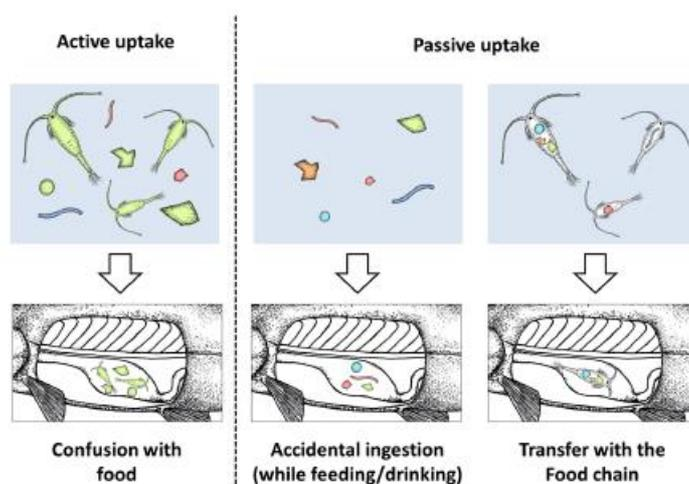 Active uptake
Passive uptake
Confusion with
food
Accidental ingestion
(while feeding/drinking)
Transfer with the
Food chain